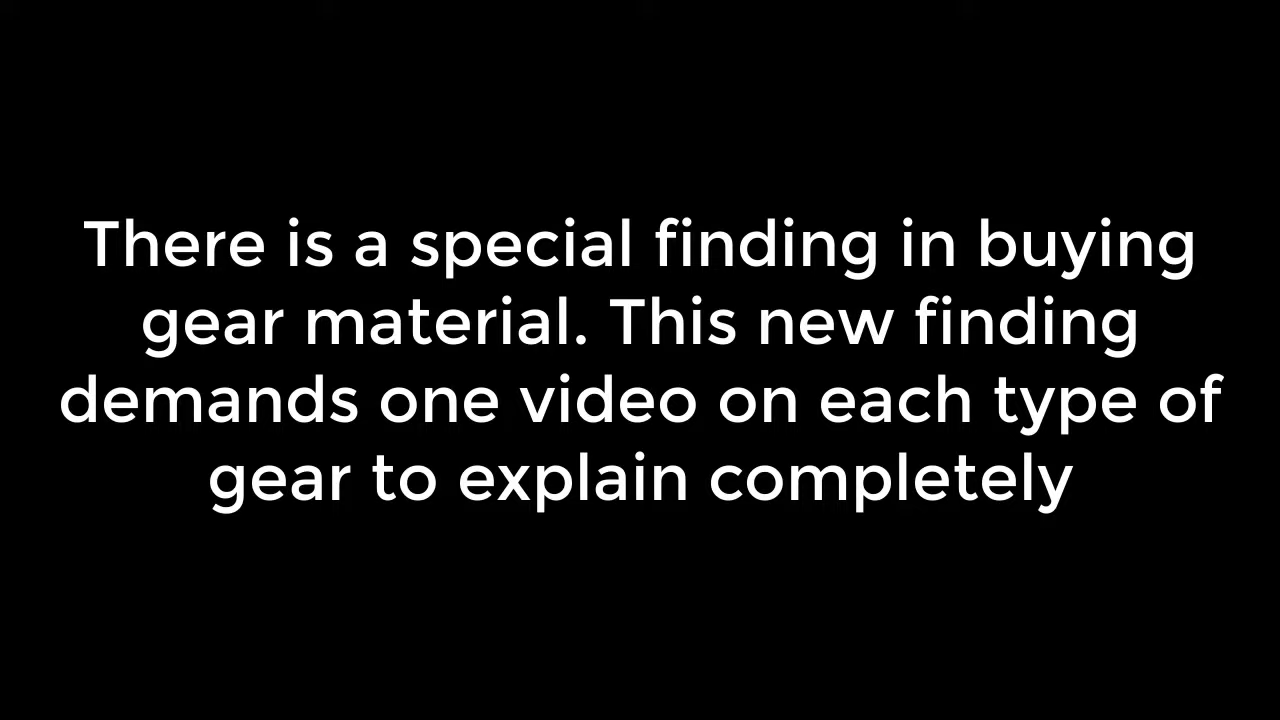 There is a special finding in buying
gear material. This new finding
demands one video on each type of
gear to explain completely